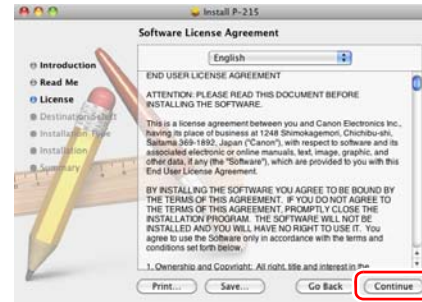 Install P-215
Software License Agreement
English
Introduction
Read Me
License
Destination Select
Installation Type
Installation
Summary
END USER LICENSE AGREEMENT
ATTENTION: PLEASE READ THIS DOCUMENT BEFORE
INSTALLING THE SOFTWARE.
This is a license agreement between you and Canon Electronics Inc.,
having its place of business at 1248 Shimokagemori, Chichibu-shi,
Saitama 369-1892, Japan ("Canon"), with respect to software and its
associated electronic or online manuals, text, image, graphic, and
other data, if any (the "Software"), which are provided to you with this
End User License Agreement.
BY INSTALLING THE SOFTWARE YOU AGREE TO BE BOUND BY
THE TERMS OF THIS AGREEMENT. IF YOU DO NOT AGREE TO
THE TERMS OF THIS AGREEMENT, PROMPTLY CLOSE THE
INSTALLATION PROGRAM. THE SOFTWARE WILL NOT BE
INSTALLED AND YOU WILL HAVE NO RIGHT TO USE IT. You
agree to use the Software only in accordance with the terms and
conditions set forth below.
1. Ownership and Copyright: All right, title and interest in the
Print...
Save...
Go Back
Continue